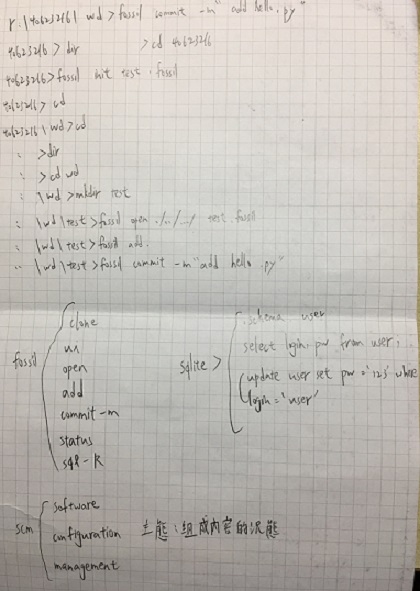 r \40623216\ wd > fossil commit -m "add hello.py"
40623216 > dir > cd 40623216
40623216 > fossil init test.fossil
40623216 > cd
40623216 \ wd > cd
: > dir
: > cd wd
: \wd > mkdir test
: \wd \test > fossil open ./../.../ test.fossil
: \wd \test > fossil add.
: \wd \test > fossil commit -m "add hello.py"
fossil
clone
open
add
commit -m
status
sql -R
sqlite >
.schema user
select login, pw from user;
update user set pw = '123' where
login = 'user'
scm
software
configuration
management
主態:組成內容的